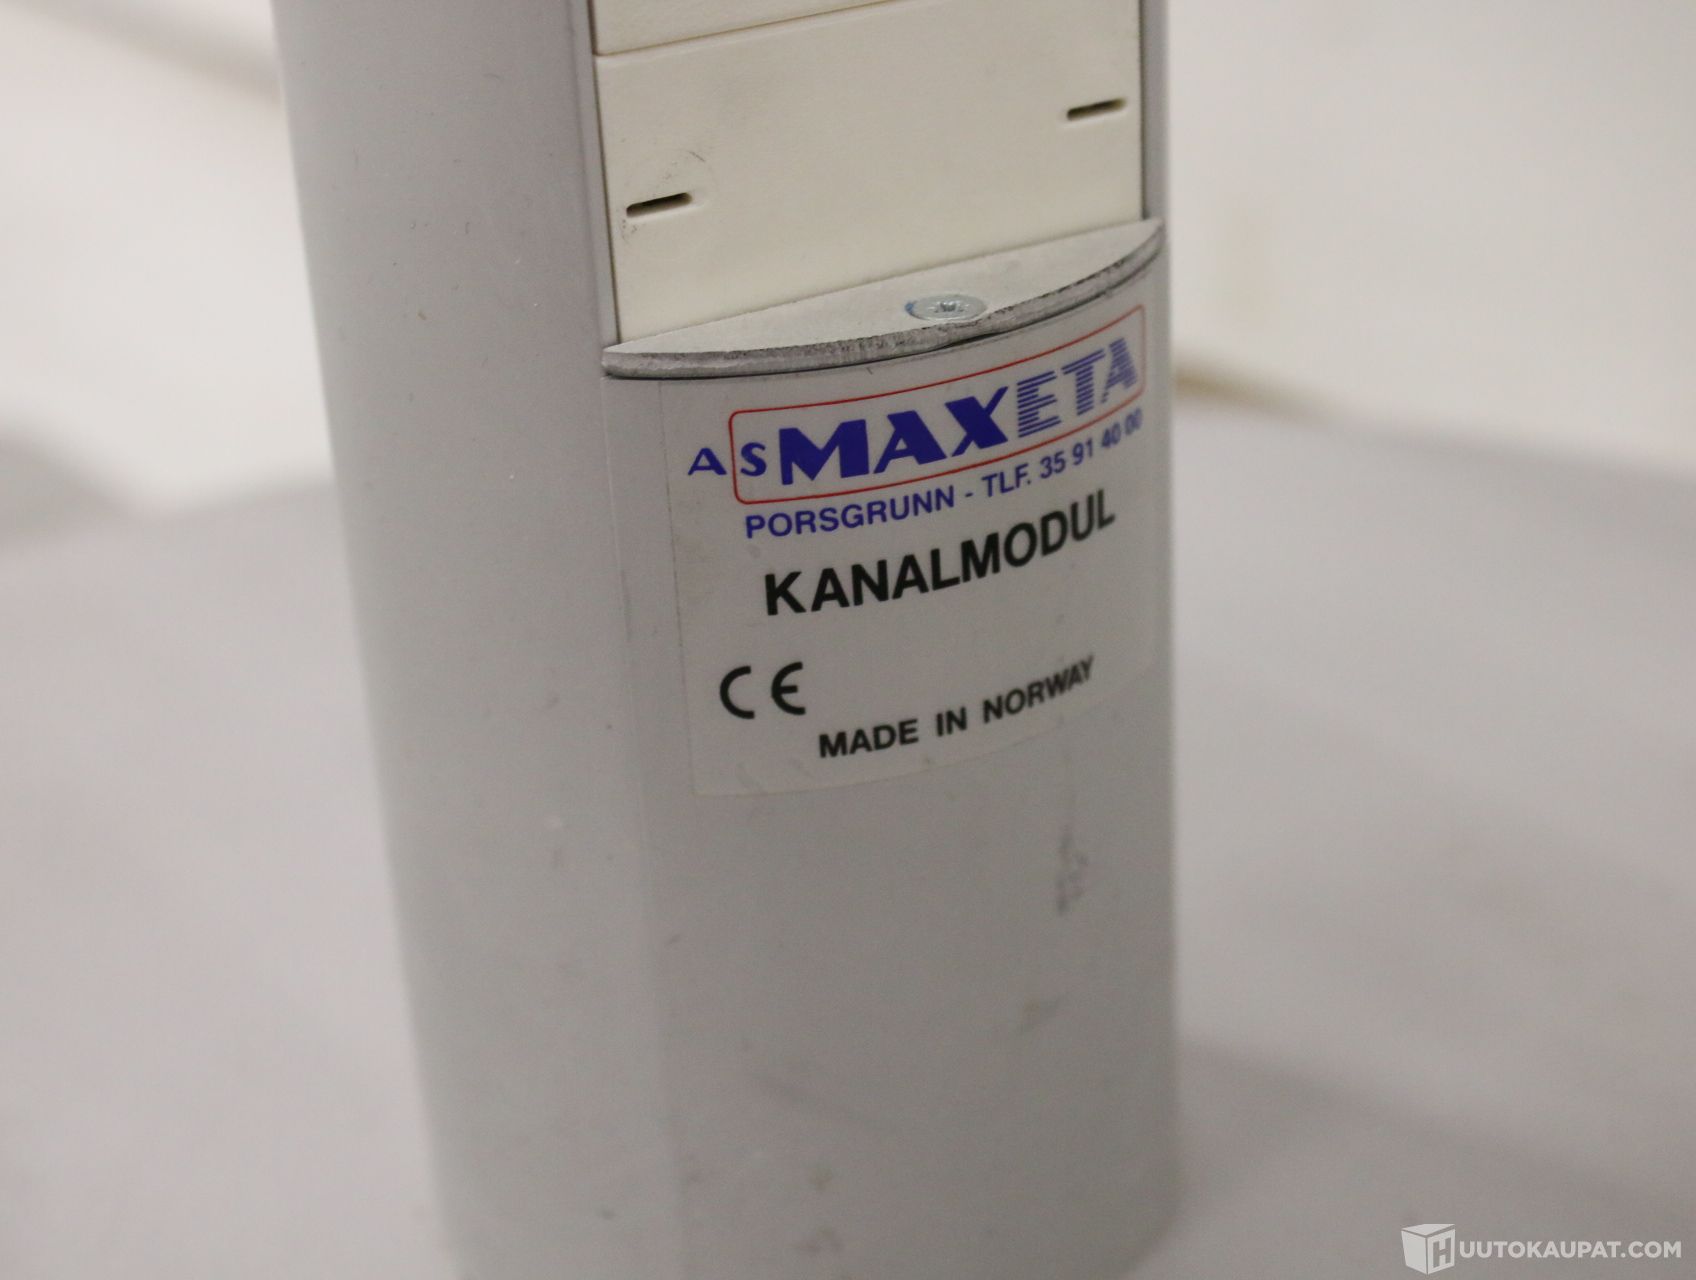 AS MAXETA
PORSGRUNN - TLF. 35 91 40 00
KANALMODUL
CE
MADE IN NORWAY
HUUTOKAUPAT.COM